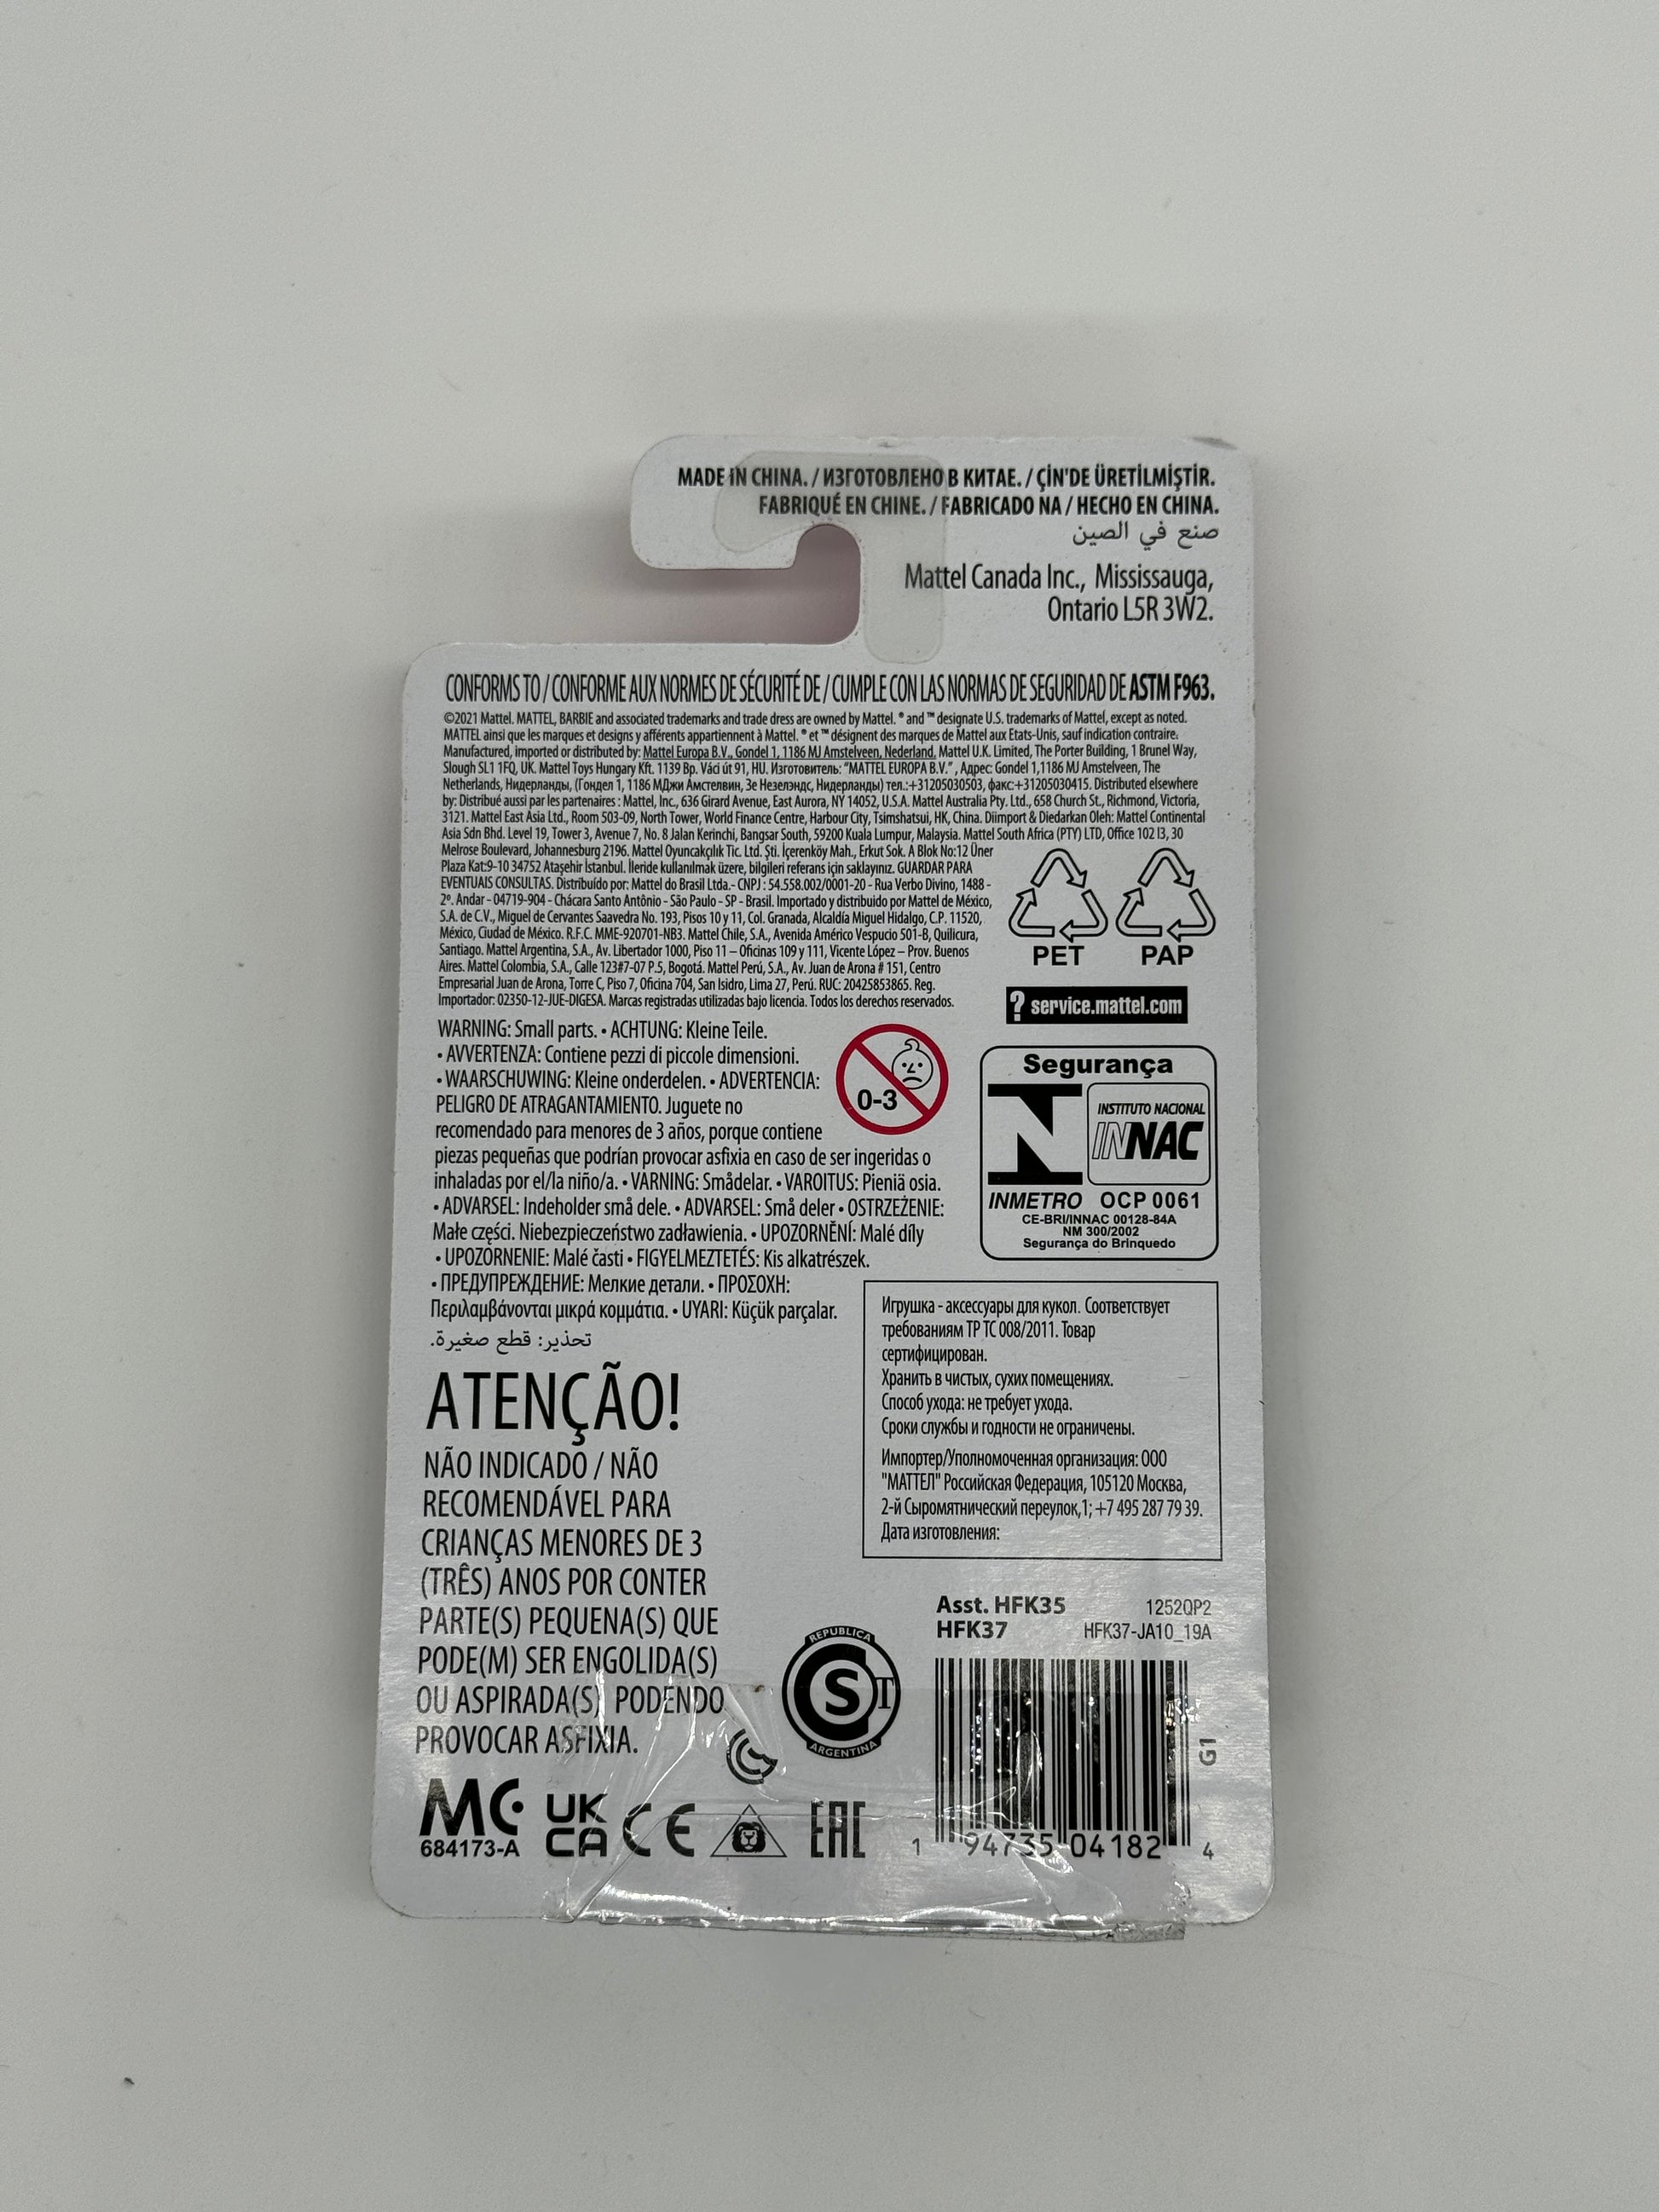 MADE IN CHINA. / ИЗГОТОВЛЕНО В КИТАЕ. / ÇİN'DE ÜRETİLMİŞTİR.
FABRIQUÉ EN CHINE. / FABRICADO NA / HECHO EN CHINA.
صنع في الصين
Mattel Canada Inc., Mississauga,
Ontario L5R 3W2.
CONFORMS TO / CONFORME AUX NORMES DE SÉCURITÉ DE / CUMPLE CON LAS NORMAS DE SEGURIDAD DE ASTM F963.
©2021 Mattel. MATTEL, BARBIE and associated trademarks and trade dress are owned by Mattel. ® and ™ designate U.S. trademarks of Mattel, except as noted.
MATTEL ainsi que les marques et designs y afférents appartiennent à Mattel. ® et ™ désignent des marques de Mattel aux Etats-Unis, sauf indication contraire.
Manufactured, imported or distributed by: Mattel Europa B.V., Gondel 1, 1186 MJ Amstelveen, Nederland. Mattel U.K. Limited, The Porter Building, 1 Brunel Way,
Slough SL1 1FQ, UK. Mattel Toys Hungary Kft. 1139 Bp. Váci út 91, HU. Изготовитель: "MATTEL EUROPA B.V.", Адрес: Gondel 1,1186 MJ Amstelveen, The
Netherlands, Нидерланды, (Гондел 1, 1186 МДжи Амстелвин, Зе Незелэндс, Нидерланды) тел.:+31205030503, факс:+31205030415. Distributed elsewhere
by: Distribué aussi par les partenaires : Mattel, Inc., 636 Girard Avenue, East Aurora, NY 14052, U.S.A. Mattel Australia Pty. Ltd., 658 Church St., Richmond, Victoria,
3121. Mattel East Asia Ltd., Room 503-09, North Tower, World Finance Centre, Harbour City, Tsimshatsui, HK, China. Diimport & Diedarkan Oleh: Mattel Continental
Asia Sdn Bhd. Level 19, Tower 3, Avenue 7, No. 8 Jalan Kerinchi, Bangsar South, 59200 Kuala Lumpur, Malaysia. Mattel South Africa (PTY) LTD, Office 102 I3, 30
Melrose Boulevard, Johannesburg 2196. Mattel Oyuncakçılık Tic. Ltd. Şti. İçerenköy Mah., Erkut Sok. A Blok No:12 Üner
Plaza Kat:9-10 34752 Ataşehir İstanbul. İleride kullanılmak üzere, bilgileri referans için saklayınız. GUARDAR PARA
EVENTUAIS CONSULTAS. Distribuído por: Mattel do Brasil Ltda.- CNPJ : 54.558.002/0001-20 - Rua Verbo Divino, 1488 -
2º. Andar - 04719-904 - Chácara Santo Antônio - São Paulo - SP - Brasil. Importado y distribuido por Mattel de México,
S.A. de C.V., Miguel de Cervantes Saavedra No. 193, Pisos 10 y 11, Col. Granada, Alcaldía Miguel Hidalgo, C.P. 11520,
México, Ciudad de México. R.F.C. MME-920701-NB3. Mattel Chile, S.A., Avenida Américo Vespucio 501-B, Quilicura,
Santiago. Mattel Argentina, S.A., Av. Libertador 1000, Piso 11 – Oficinas 109 y 111, Vicente López – Prov. Buenos
Aires. Mattel Colombia, S.A., Calle 123#7-07 P.5, Bogotá. Mattel Perú, S.A., Av. Juan de Arona # 151, Centro
Empresarial Juan de Arona, Torre C, Piso 7, Oficina 704, San Isidro, Lima 27, Perú. RUC: 20425853865. Reg.
Importador: 02350-12-JUE-DIGESA. Marcas registradas utilizadas bajo licencia. Todos los derechos reservados.
PET PAP
? service.mattel.com
WARNING: Small parts. • ACHTUNG: Kleine Teile.
• AVVERTENZA: Contiene pezzi di piccole dimensioni.
• WAARSCHUWING: Kleine onderdelen. • ADVERTENCIA:
PELIGRO DE ATRAGANTAMIENTO. Juguete no
recomendado para menores de 3 años, porque contiene
piezas pequeñas que podrían provocar asfixia en caso de ser ingeridas o
inhaladas por el/la niño/a. • VARNING: Smådelar. • VAROITUS: Pieniä osia.
• ADVARSEL: Indeholder små dele. • ADVARSEL: Små deler • OSTRZEŻENIE:
Małe części. Niebezpieczeństwo zadławienia. • UPOZORNĚNÍ: Malé díly
• UPOZORNENIE: Malé časti • FIGYELMEZTETÉS: Kis alkatrészek.
• ПРЕДУПРЕЖДЕНИЕ: Мелкие детали. • ΠΡΟΣΟΧΗ:
Περιλαμβάνονται μικρά κομμάτια. • UYARI: Küçük parçalar.
تحذير: قطع صغيرة.
0-3
Segurança
INSTITUTO NACIONAL
INNAC
INMETRO OCP 0061
CE-BRI/INNAC 00128-84A
NM 300/2002
Segurança do Brinquedo
Игрушка - аксессуары для кукол. Соответствует
требованиям ТР ТС 008/2011. Товар
сертифицирован.
Хранить в чистых, сухих помещениях.
Способ ухода: не требует ухода.
Сроки службы и годности не ограничены.
Импортер/Уполномоченная организация: ООО
"МАТТЕЛ" Российская Федерация, 105120 Москва,
2-й Сыромятнический переулок,1; +7 495 287 79 39.
Дата изготовления:
ATENÇÃO!
NÃO INDICADO / NÃO
RECOMENDÁVEL PARA
CRIANÇAS MENORES DE 3
(TRÊS) ANOS POR CONTER
PARTE(S) PEQUENA(S) QUE
PODE(M) SER ENGOLIDA(S)
OU ASPIRADA(S) PODENDO
PROVOCAR ASFIXIA.
Asst. HFK35 1252QP2
HFK37 HFK37-JA10_19A
REPUBLICA
S T
ARGENTINA
G1
MC
684173-A
UK
CA
CE
EAC
1 94735 04182 4